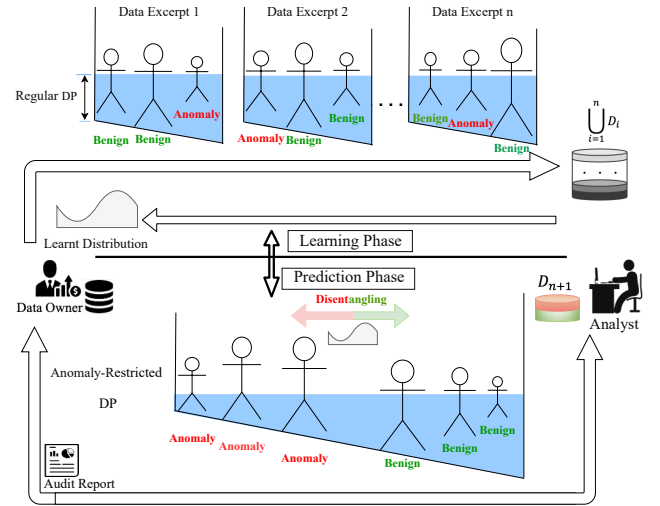 Data Excerpt 1
Data Excerpt 2
Data Excerpt n
Regular DP
Benign
Benign
Anomaly
Anomaly
Benign
Benign
. . .
Benign
Anomaly
Benign
n
⋃ D_i
i=1
. . .
Learnt Distribution
Learning Phase
Prediction Phase
Data Owner
Disentangling
D_{n+1}
Analyst
Anomaly-Restricted
DP
Anomaly
Anomaly
Anomaly
Benign
Benign
Benign
Audit Report